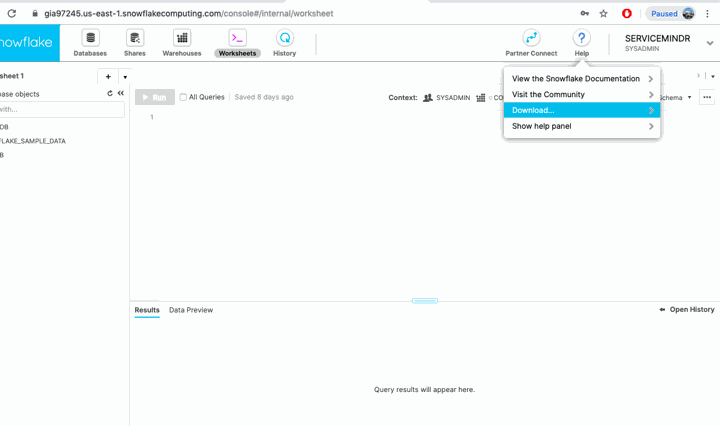 gia97245.us-east-1.snowflakecomputing.com/console#/internal/worksheet
Paused
nowflake
Databases
Shares
Warehouses
Worksheets
History
Partner Connect
Help
SERVICEMINDR
SYSADMIN
View the Snowflake Documentation
Visit the Community
Download...
Show help panel
sheet 1
base objects
with...
DB
FLAKE_SAMPLE_DATA
B
Run
All Queries
Saved 8 days ago
Context:
SYSADMIN
CO
Schema
1
Results
Data Preview
Open History
Query results will appear here.